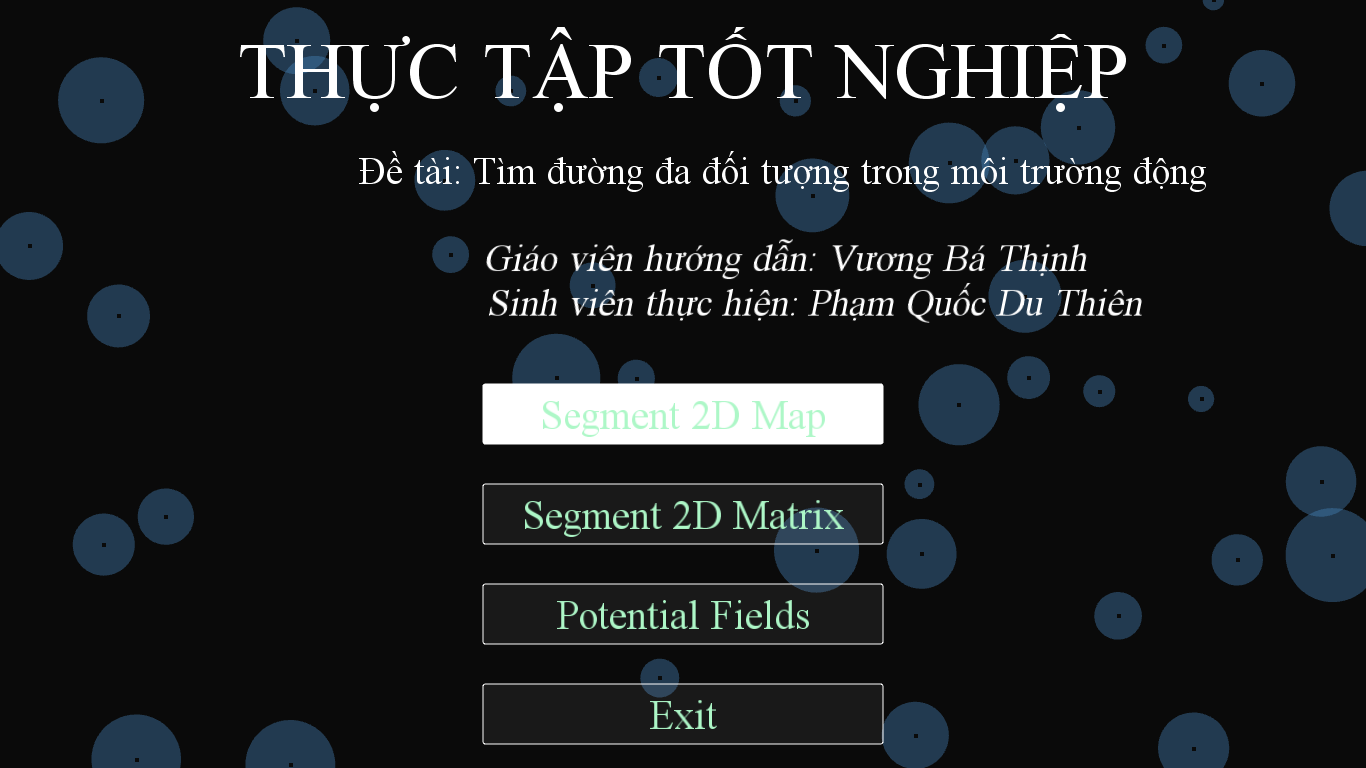 THỰC TẬP TỐT NGHIỆP
Đề tài: Tìm đường đa đối tượng trong môi trường động
Giáo viên hướng dẫn: Vương Bá Thịnh
Sinh viên thực hiện: Phạm Quốc Du Thiên
Segment 2D Map
Segment 2D Matrix
Potential Fields
Exit